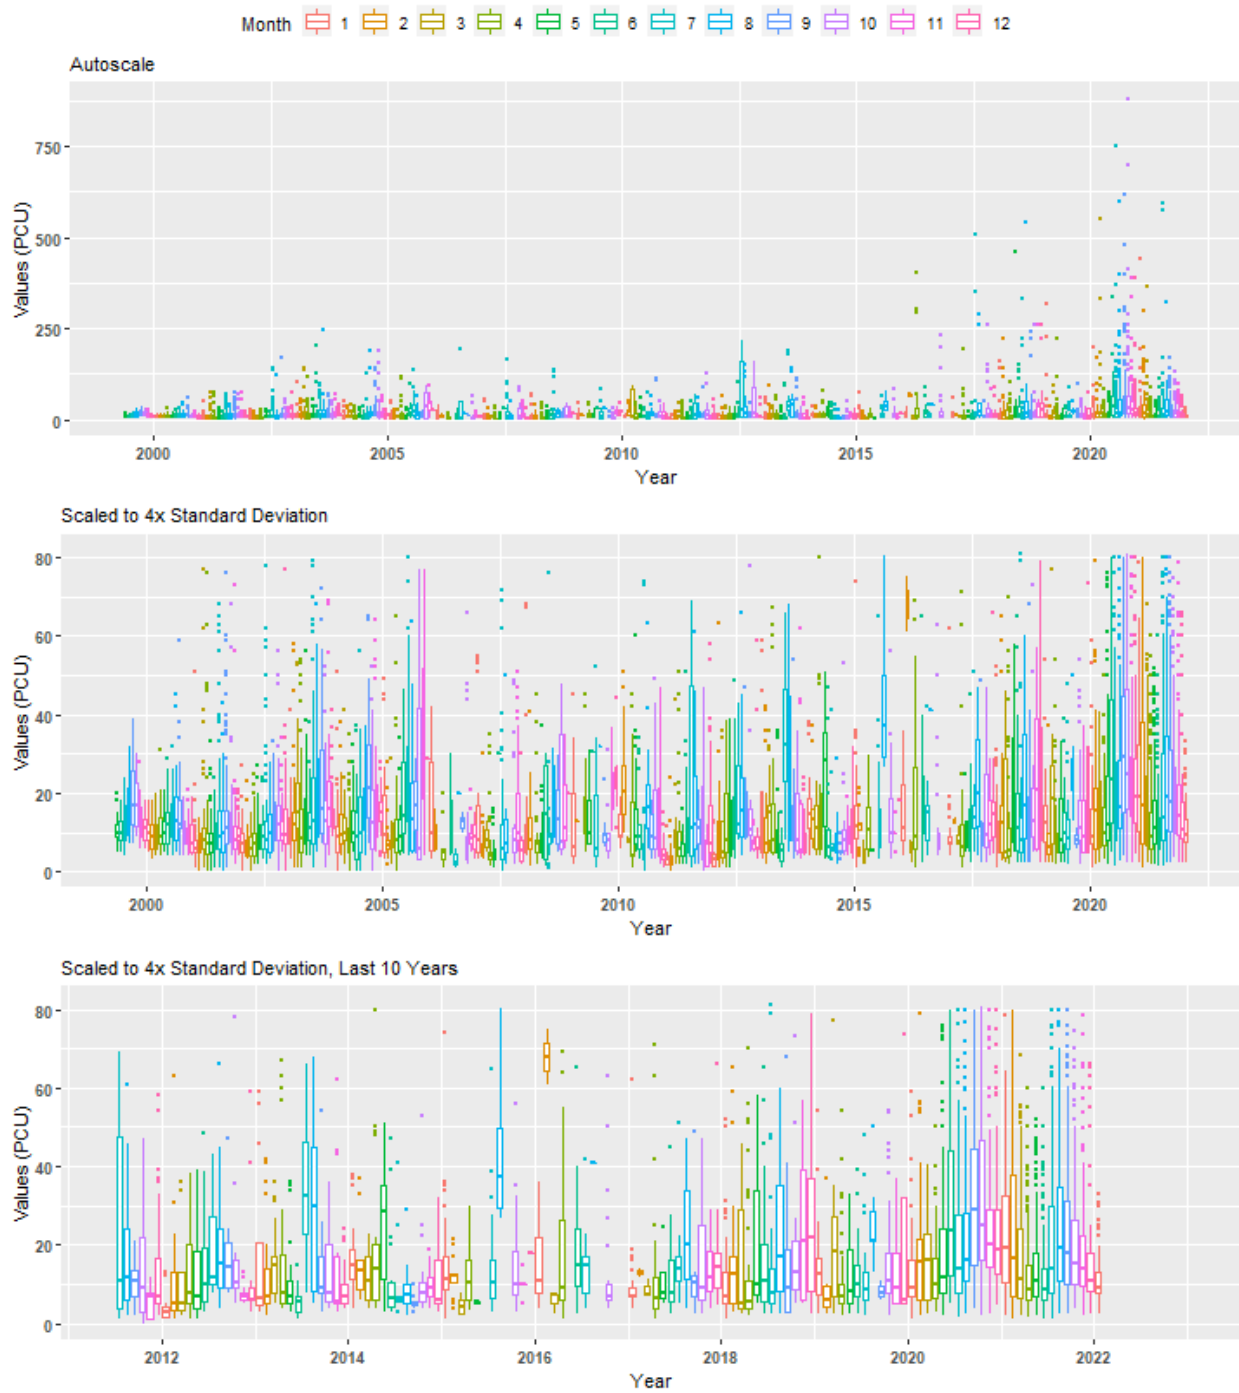 Month 1 2 3 4 5 6 7 8 9 10 11 12
Autoscale
Values (PCU)
750
500
250
0
2000 2005 2010 2015 2020
Year
Scaled to 4x Standard Deviation
Values (PCU)
80
60
40
20
0
2000 2005 2010 2015 2020
Year
Scaled to 4x Standard Deviation, Last 10 Years
Values (PCU)
80
60
40
20
0
2012 2014 2016 2018 2020 2022
Year